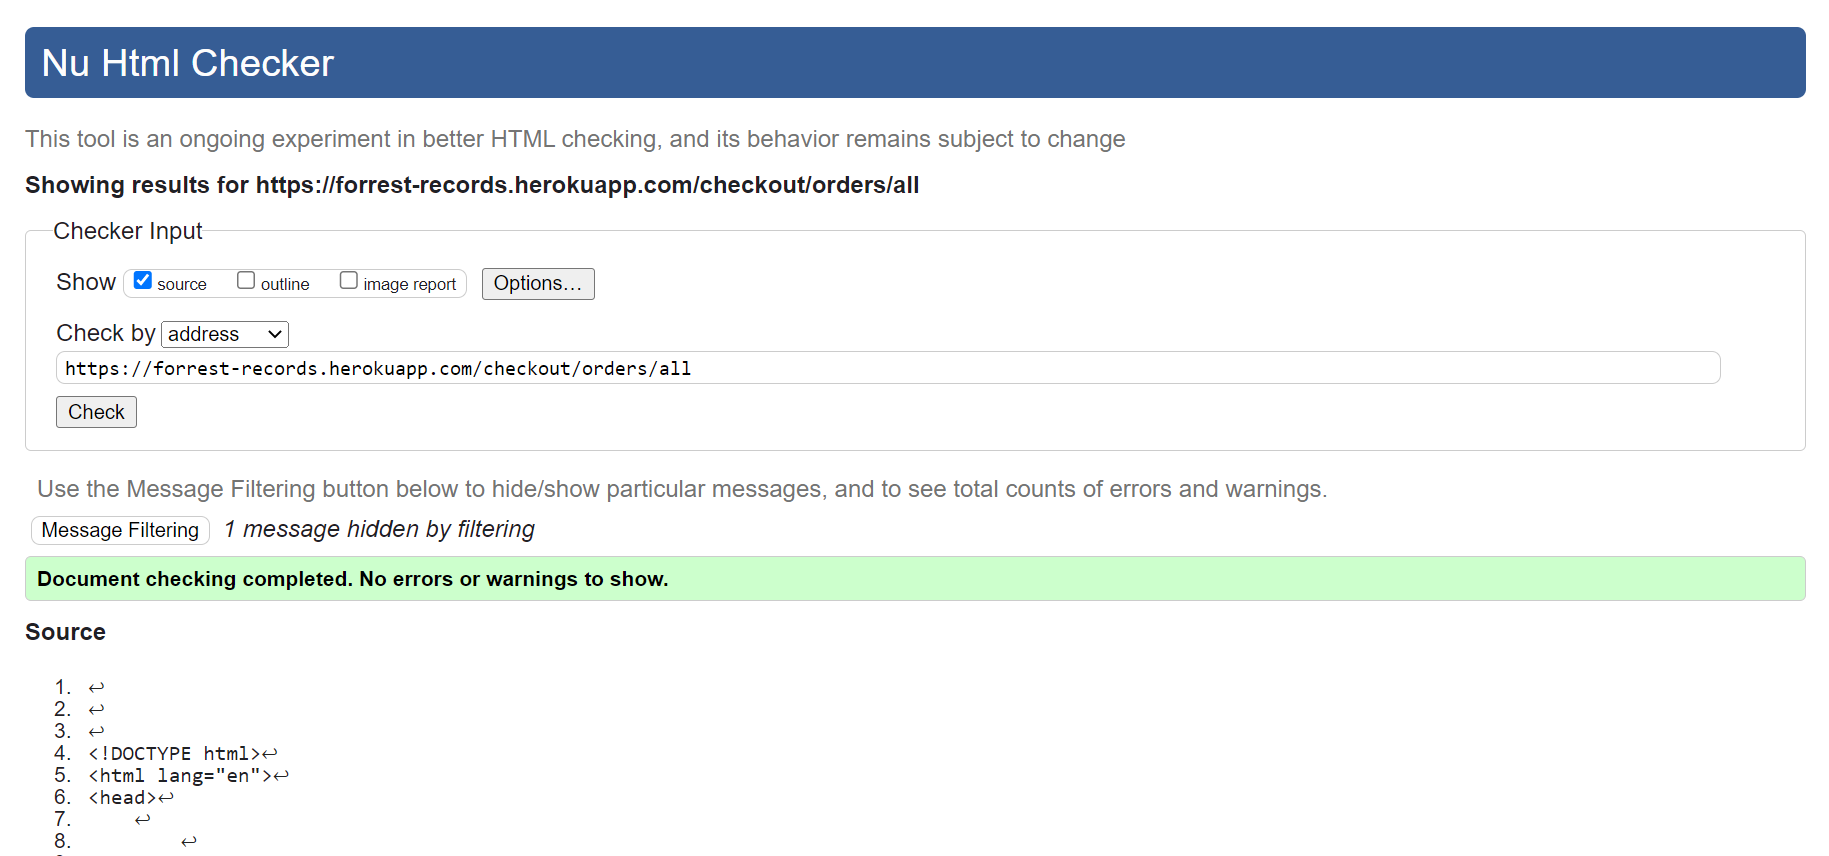 Nu Html Checker
This tool is an ongoing experiment in better HTML checking, and its behavior remains subject to change
Showing results for https://forrest-records.herokuapp.com/checkout/orders/all
Checker Input
Show source outline image report Options...
Check by address
https://forrest-records.herokuapp.com/checkout/orders/all
Check
Use the Message Filtering button below to hide/show particular messages, and to see total counts of errors and warnings.
Message Filtering 1 message hidden by filtering
Document checking completed. No errors or warnings to show.
Source
1. ↩
2. ↩
3. ↩
4. <!DOCTYPE html>↩
5. <html lang="en">↩
6. <head>↩
7. ↩
8. ↩